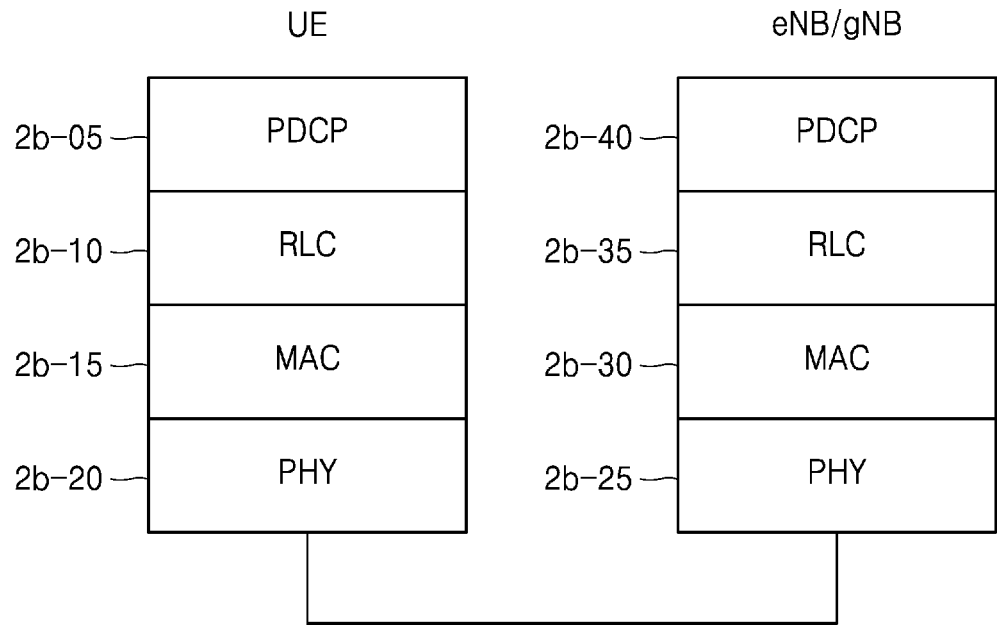 UE
eNB/gNB
2b-05 PDCP
2b-40 PDCP
2b-10 RLC
2b-35 RLC
2b-15 MAC
2b-30 MAC
2b-20 PHY
2b-25 PHY